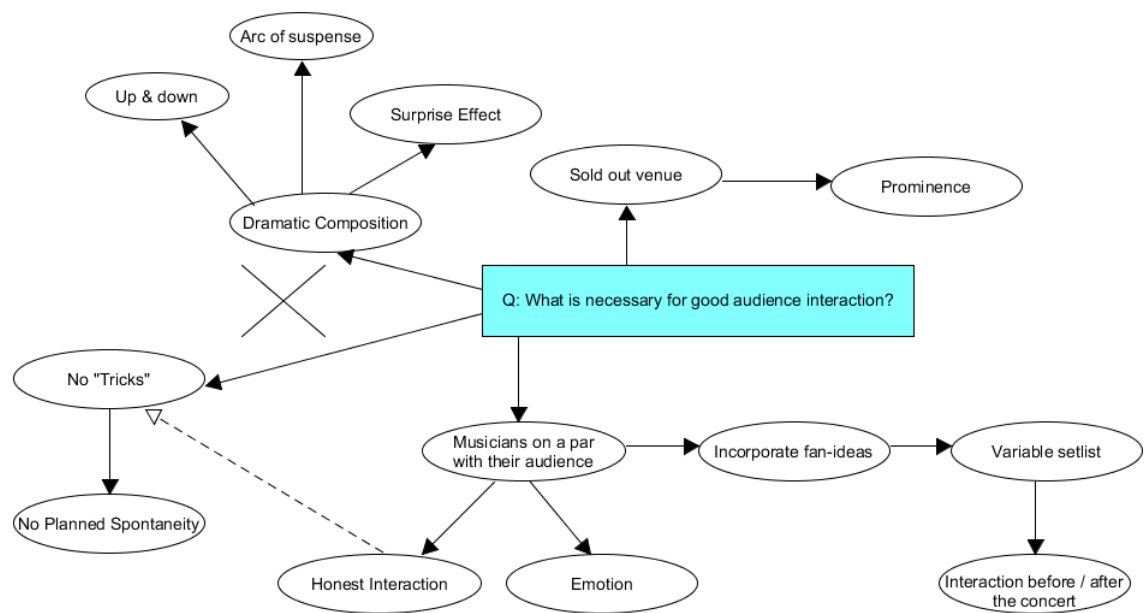 Arc of suspense
Up & down
Surprise Effect
Sold out venue
Prominence
Dramatic Composition
Q: What is necessary for good audience interaction?
No "Tricks"
Musicians on a par
with their audience
Incorporate fan-ideas
Variable setlist
No Planned Spontaneity
Honest Interaction
Emotion
Interaction before / after
the concert